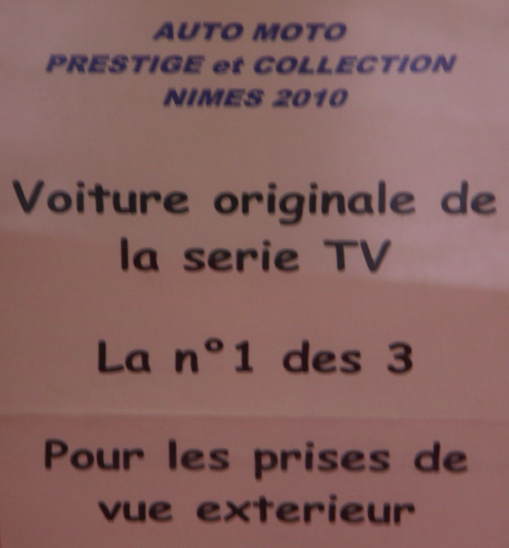 AUTO MOTO
PRESTIGE et COLLECTION
NIMES 2010
Voiture originale de
la serie TV
La n°1 des 3
Pour les prises de
vue exterieur